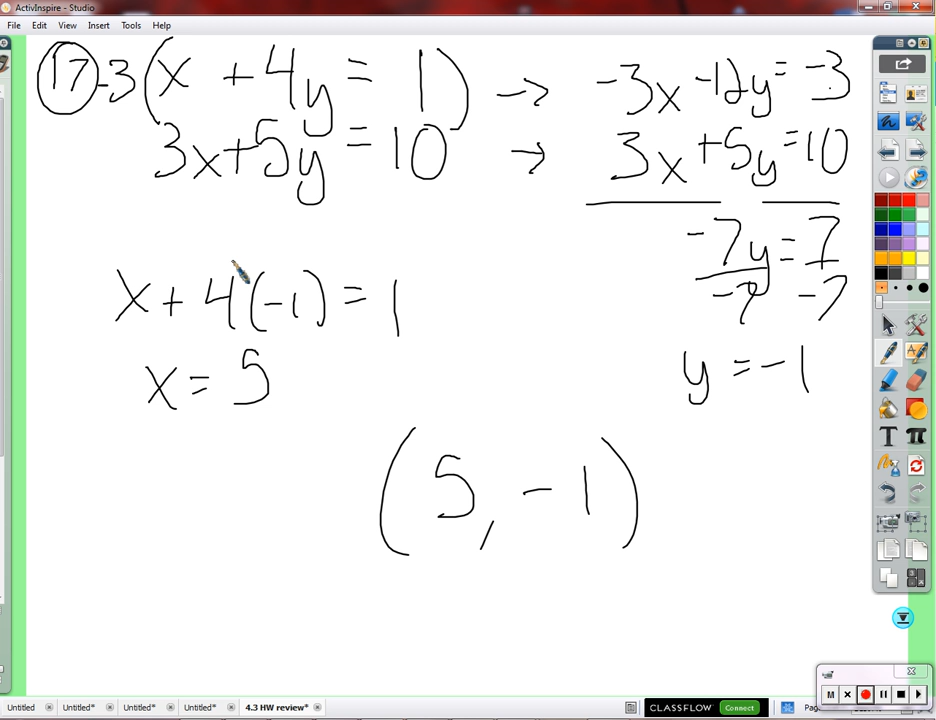 ActivInspire - Studio
File Edit View Insert Tools Help
17 -3(x + 4y = 1) → -3x -12y = -3
3x + 5y = 10 → 3x + 5y = 10
-7y = 7
-7 -7
x + 4(-1) = 1
x = 5
y = -1
(5, -1)
Untitled Untitled* Untitled* Untitled* 4.3 HW review*
CLASSFLOW Connect
M